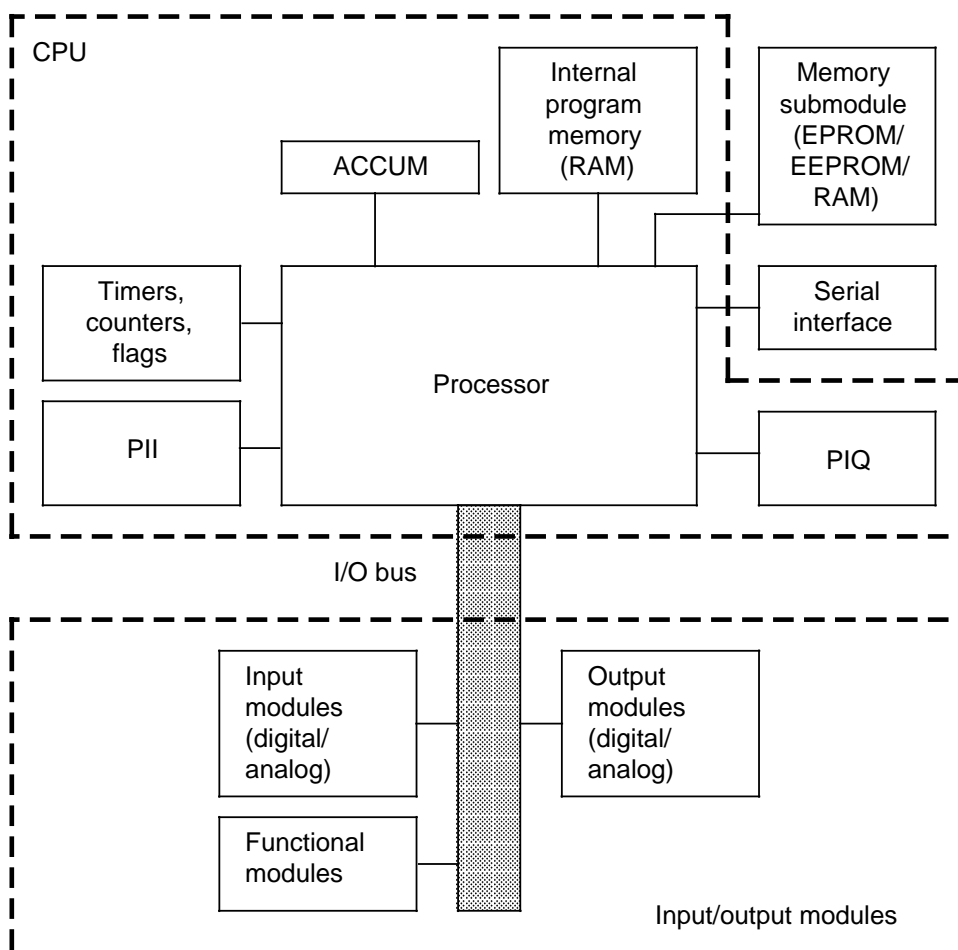 CPU
Internal
program
memory
(RAM)
Memory
submodule
(EPROM/
EEPROM/
RAM)
ACCUM
Timers,
counters,
flags
Serial
interface
Processor
PII
PIQ
I/O bus
Input
modules
(digital/
analog)
Output
modules
(digital/
analog)
Functional
modules
Input/output modules